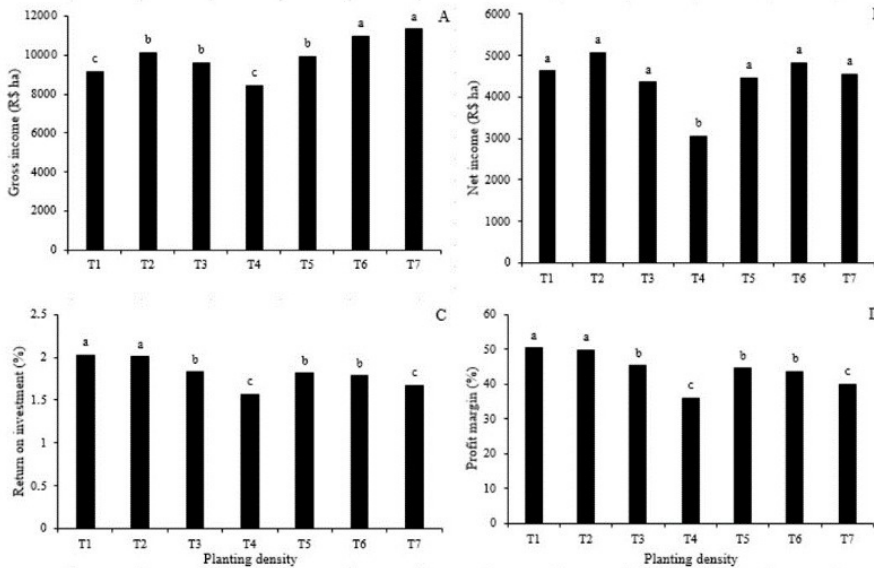 A
Gross income (R$ ha)
12000
10000
8000
6000
4000
2000
0
c
b
b
c
b
a
a
T1 T2 T3 T4 T5 T6 T7
Net income (R$ ha)
6000
5000
4000
3000
2000
1000
0
a
a
a
b
a
a
a
T1 T2 T3 T4 T5 T6 T7
C
Return on investment (%)
2.5
2
1.5
1
0.5
0
a
a
b
c
b
b
c
T1 T2 T3 T4 T5 T6 T7
Planting density
Profit margin (%)
60
50
40
30
20
10
0
a
a
b
c
b
b
c
T1 T2 T3 T4 T5 T6 T7
Planting density